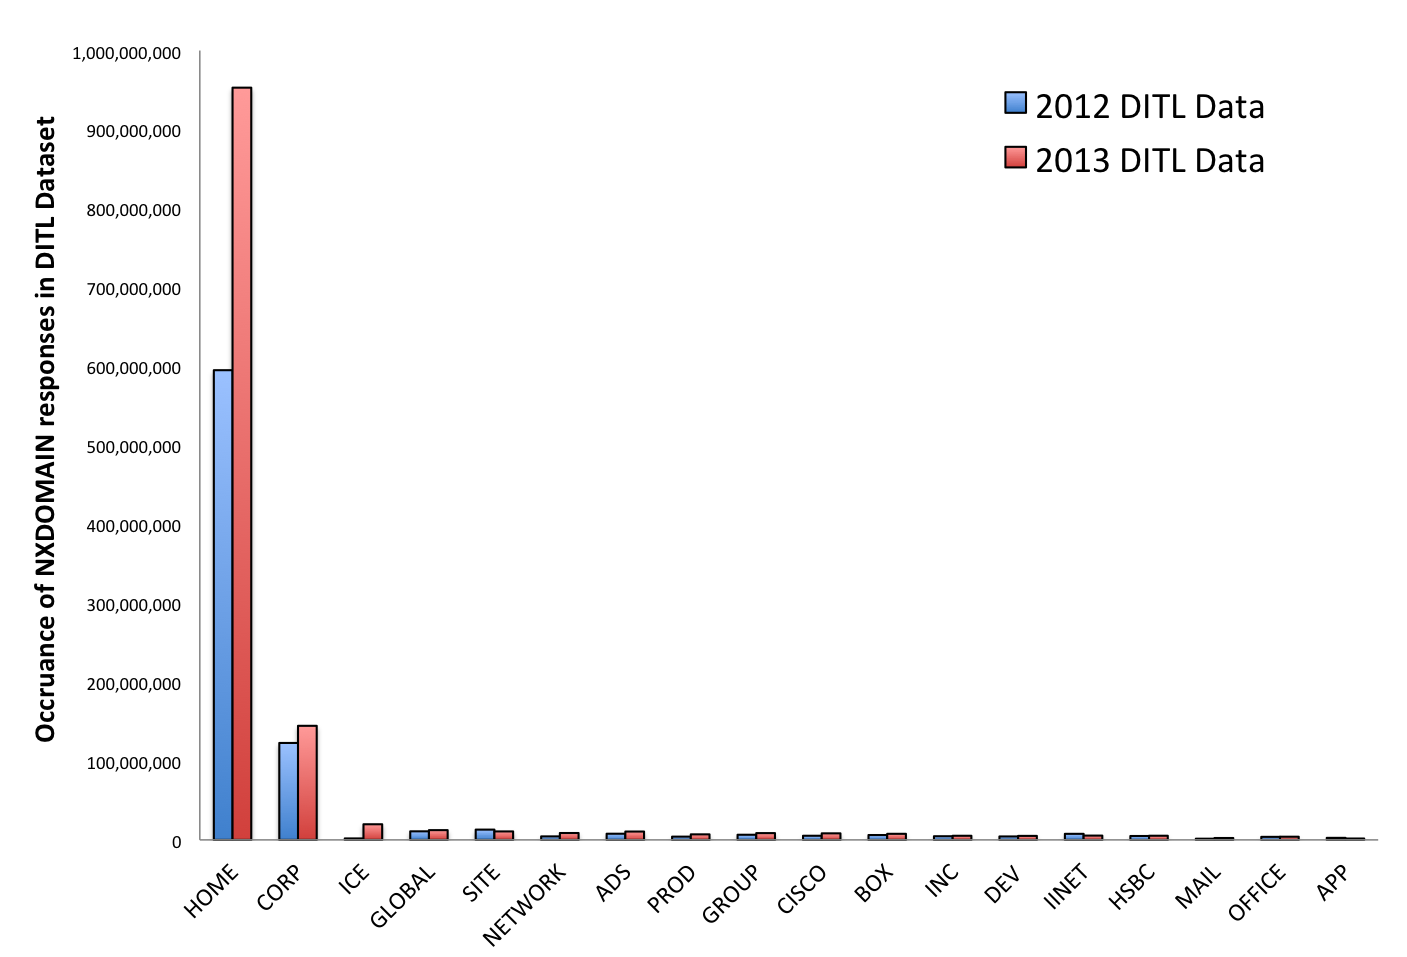 1,000,000,000
900,000,000
800,000,000
700,000,000
600,000,000
500,000,000
400,000,000
300,000,000
200,000,000
100,000,000
0
Occruance of NXDOMAIN responses in DITL Dataset
2012 DITL Data
2013 DITL Data
HOME
CORP
ICE
GLOBAL
SITE
NETWORK
ADS
PROD
GROUP
CISCO
BOX
INC
DEV
IINET
HSBC
MAIL
OFFICE
APP